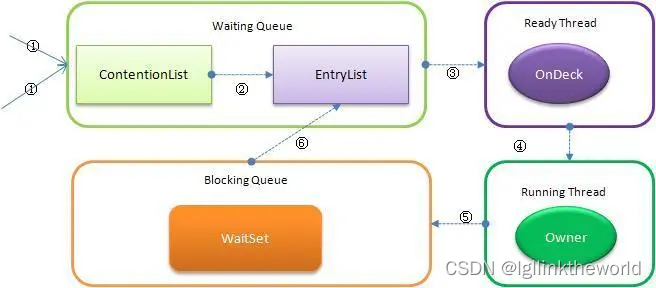 Waiting Queue
Ready Thread
①
ContentionList
②
EntryList
③
OnDeck
①
⑥
④
Blocking Queue
Running Thread
WaitSet
⑤
Owner
CSDN @lgllinktheworld